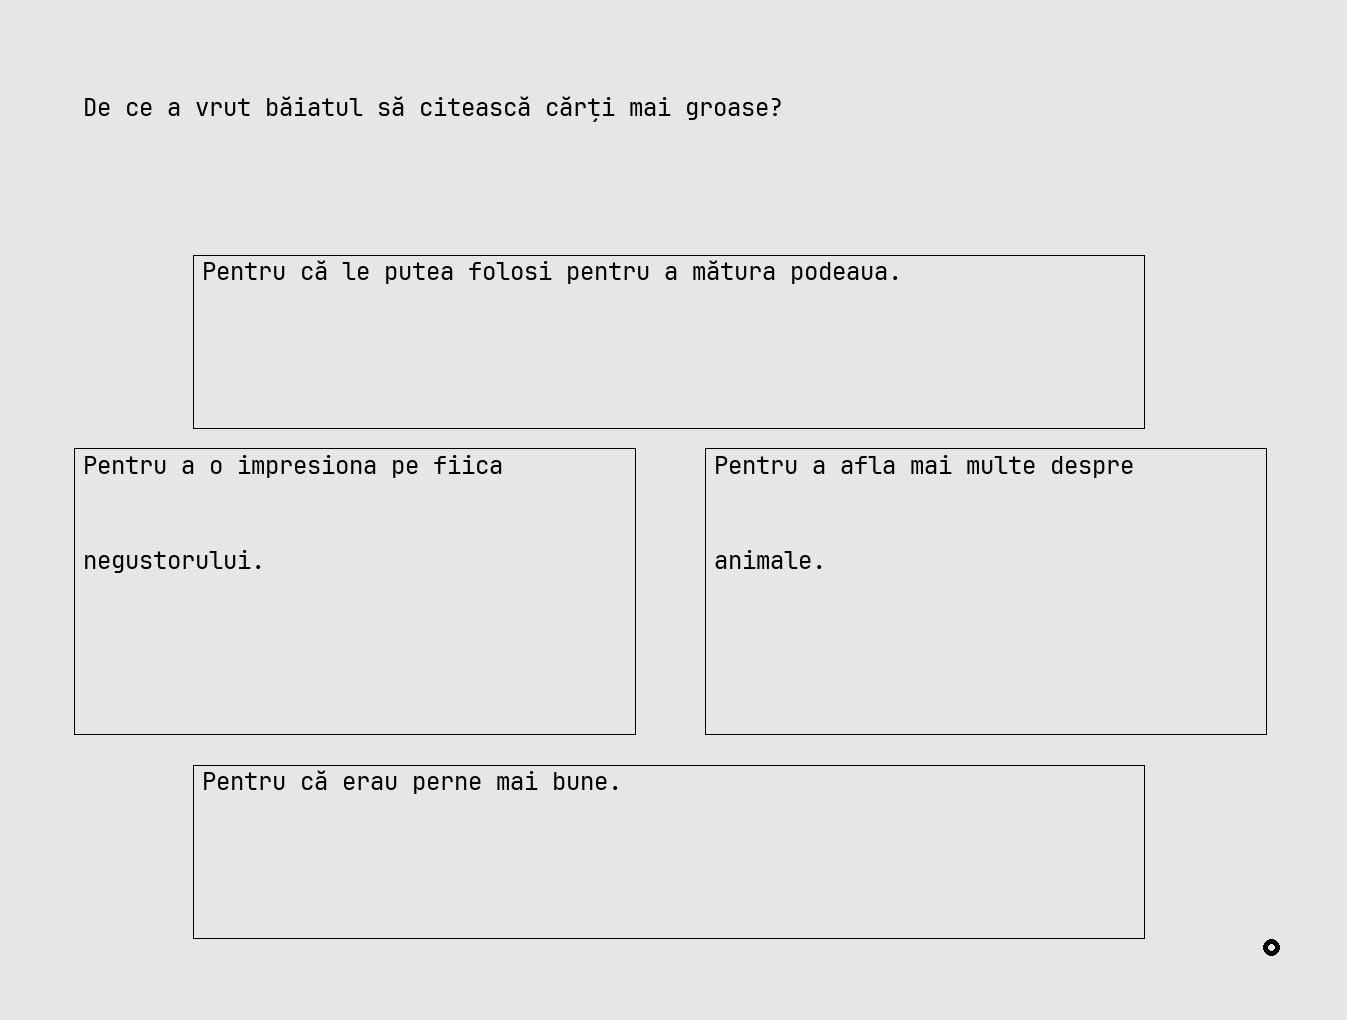 De ce a vrut băiatul să citească cărți mai groase?
Pentru că le putea folosi pentru a mătura podeaua.
Pentru a o impresiona pe fiica
negustorului.
Pentru a afla mai multe despre
animale.
Pentru că erau perne mai bune.